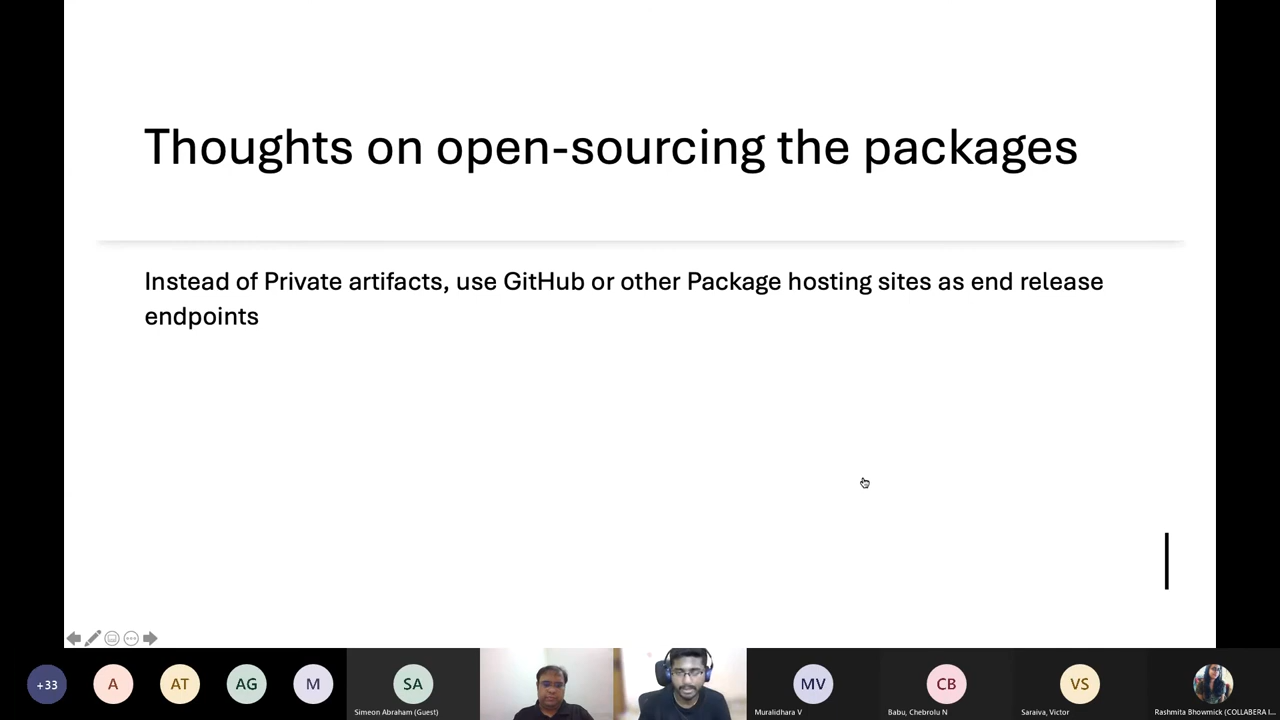 Thoughts on open-sourcing the packages
Instead of Private artifacts, use GitHub or other Package hosting sites as end release
endpoints
+33
A
AT
AG
M
SA
Simeon Abraham (Guest)
MV
Muralidhara V
CB
Babu, Chebrolu N
VS
Saraiva, Victor
Rashmita Bhowmick (COLLABERA I...